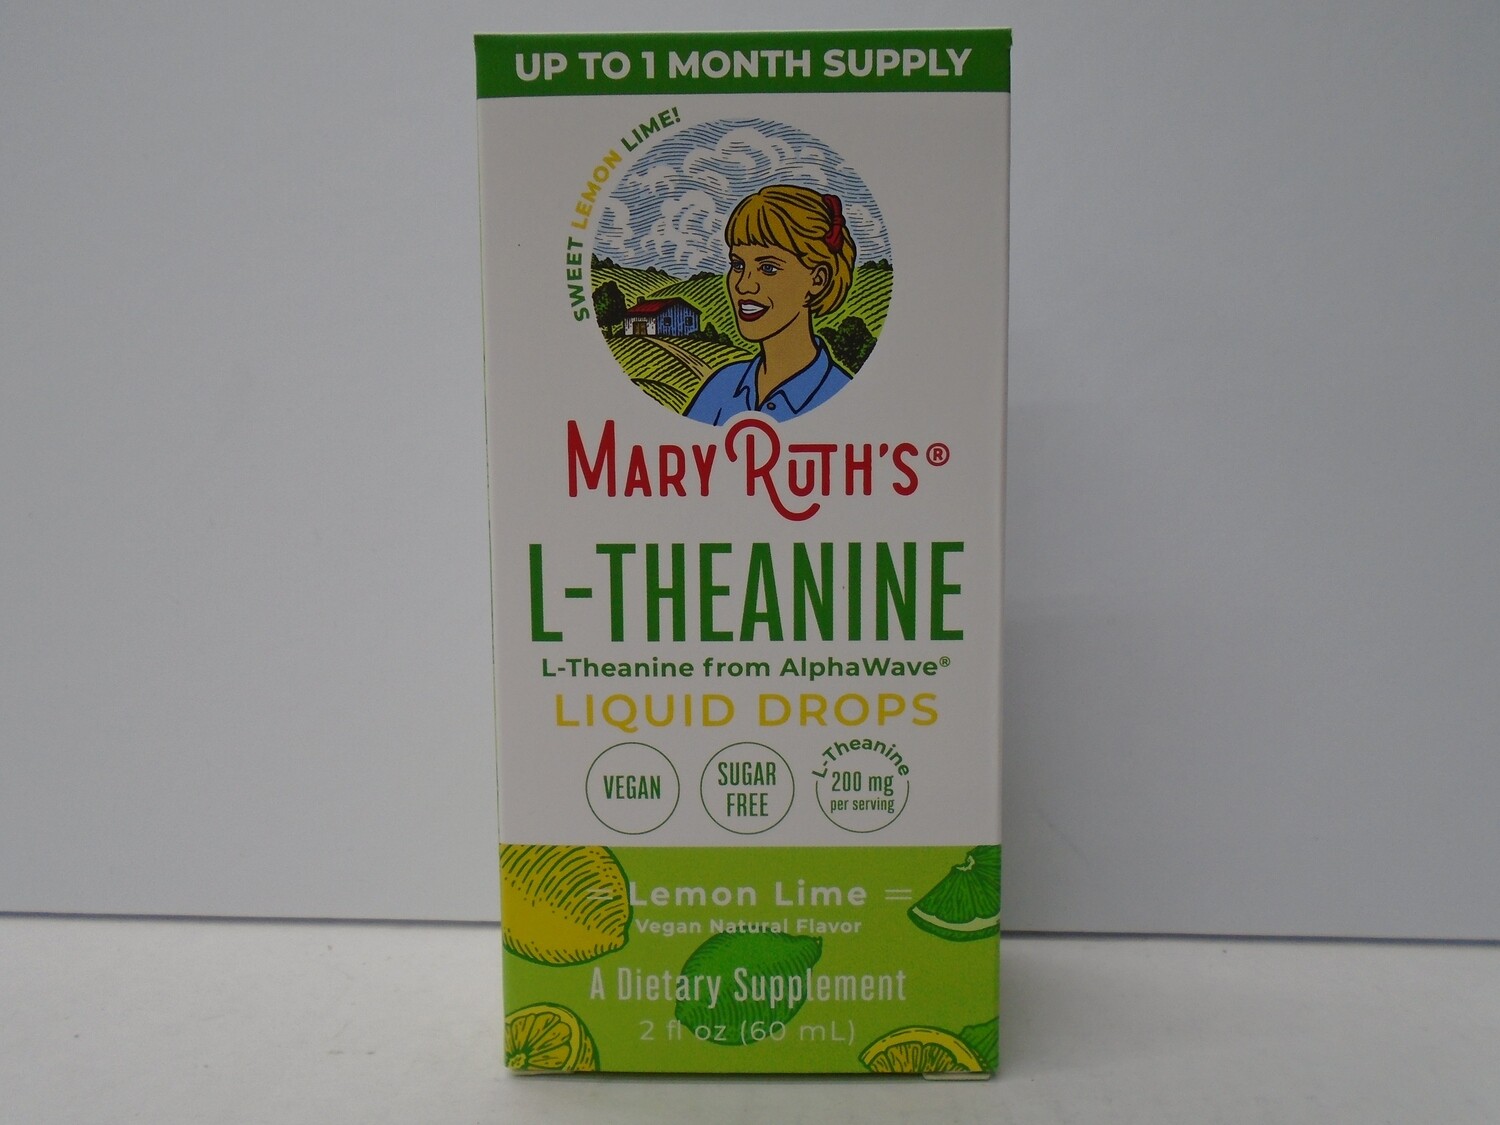 UP TO 1 MONTH SUPPLY
SWEET LEMON LIME!
MARY RUTH'S®
L-THEANINE
L-Theanine from AlphaWave®
LIQUID DROPS
VEGAN
SUGAR
FREE
L-Theanine
200 mg
per serving
Lemon Lime
Vegan Natural Flavor
A Dietary Supplement
2 fl oz (60 mL)